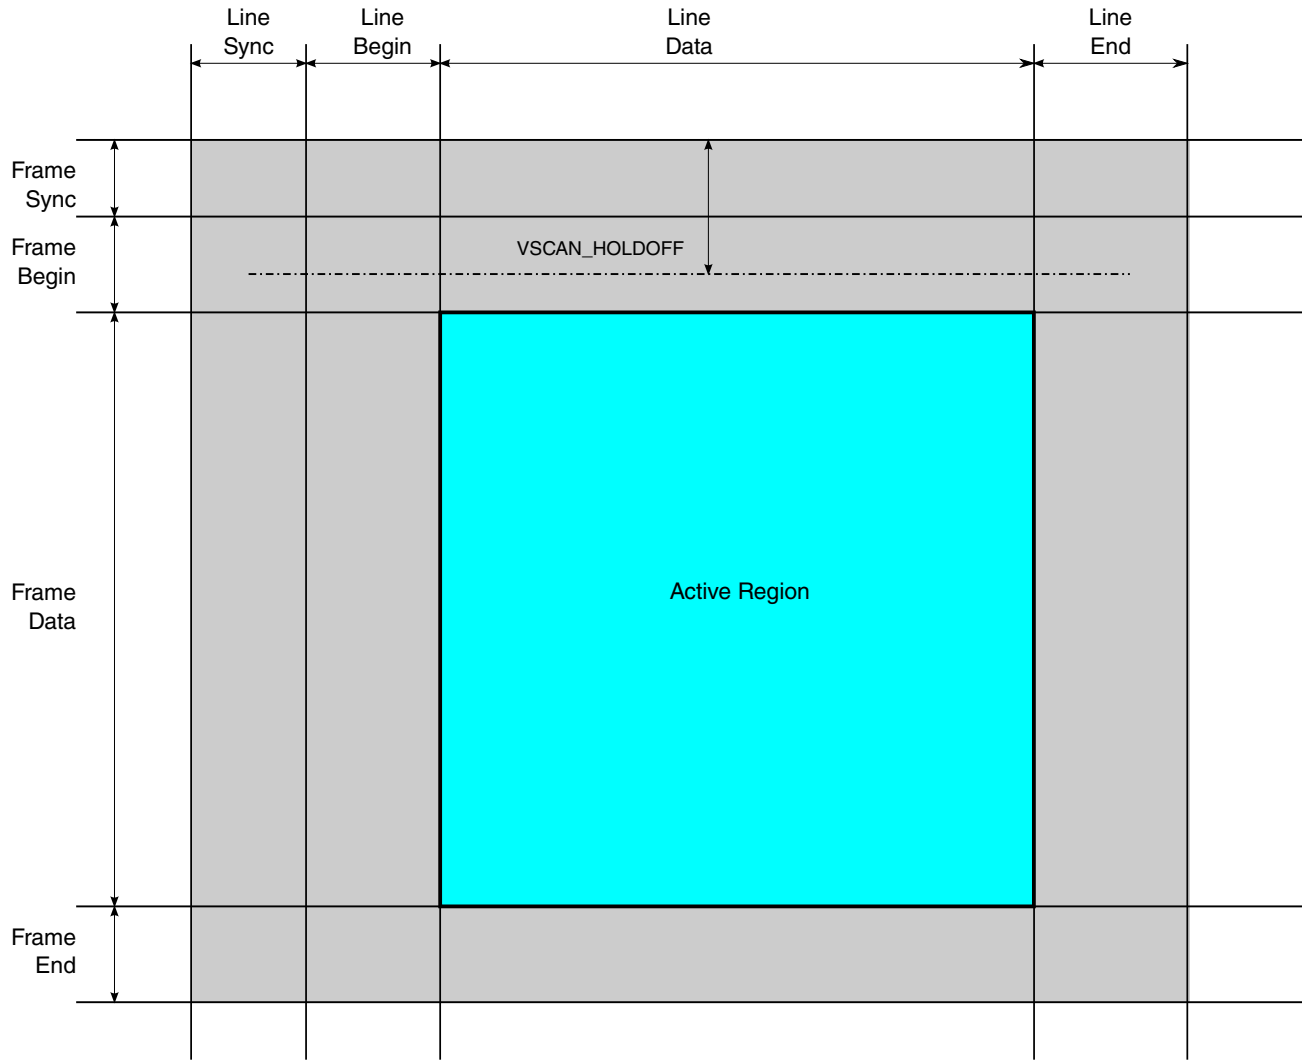 Line
Sync
Line
Begin
Line
Data
Line
End
Frame
Sync
Frame
Begin
VSCAN_HOLDOFF
Frame
Data
Active Region
Frame
End